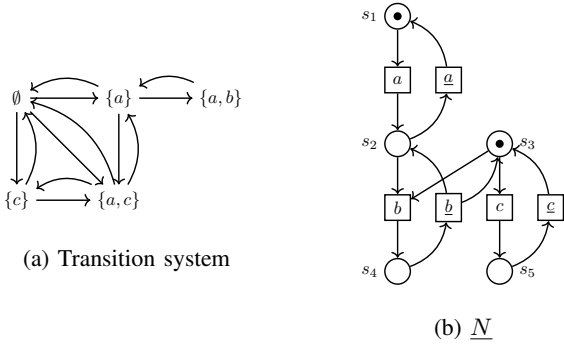 ∅ {a} {a, b}
{c} {a, c}
(a) Transition system
s₁
a a̲
s₂ s₃
b b̲ c c̲
s₄ s₅
(b) N̲